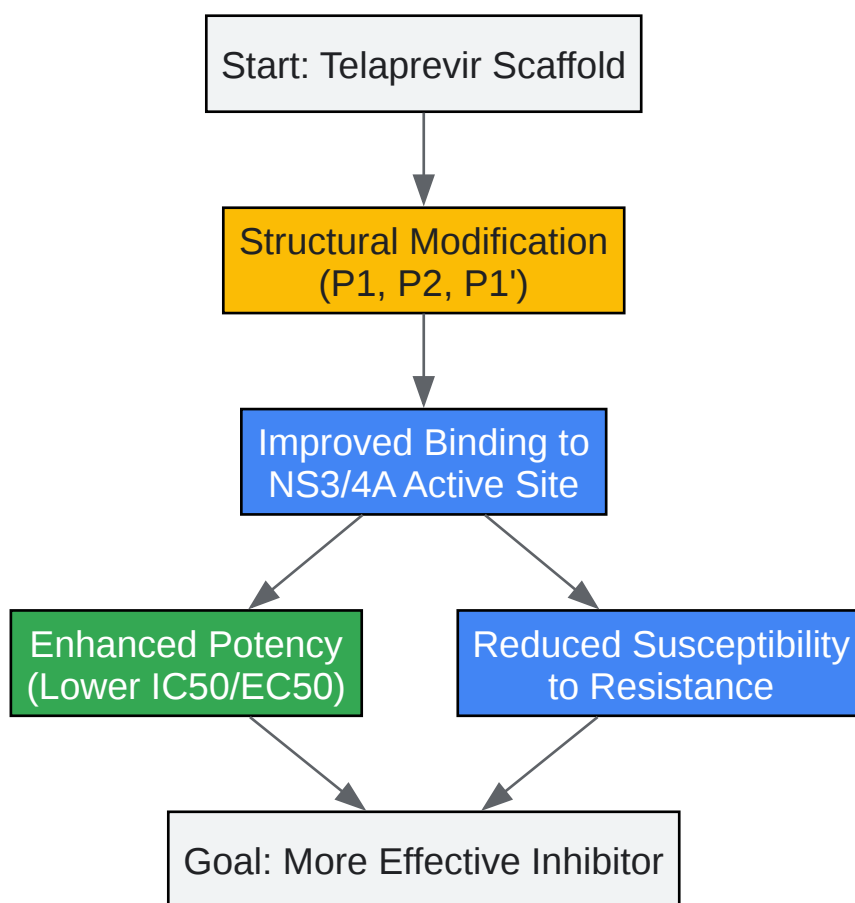 Start: Telaprevir Scaffold
Structural Modification
(P1, P2, P1')
Improved Binding to
NS3/4A Active Site
Enhanced Potency
(Lower IC50/EC50)
Reduced Susceptibility
to Resistance
Goal: More Effective Inhibitor